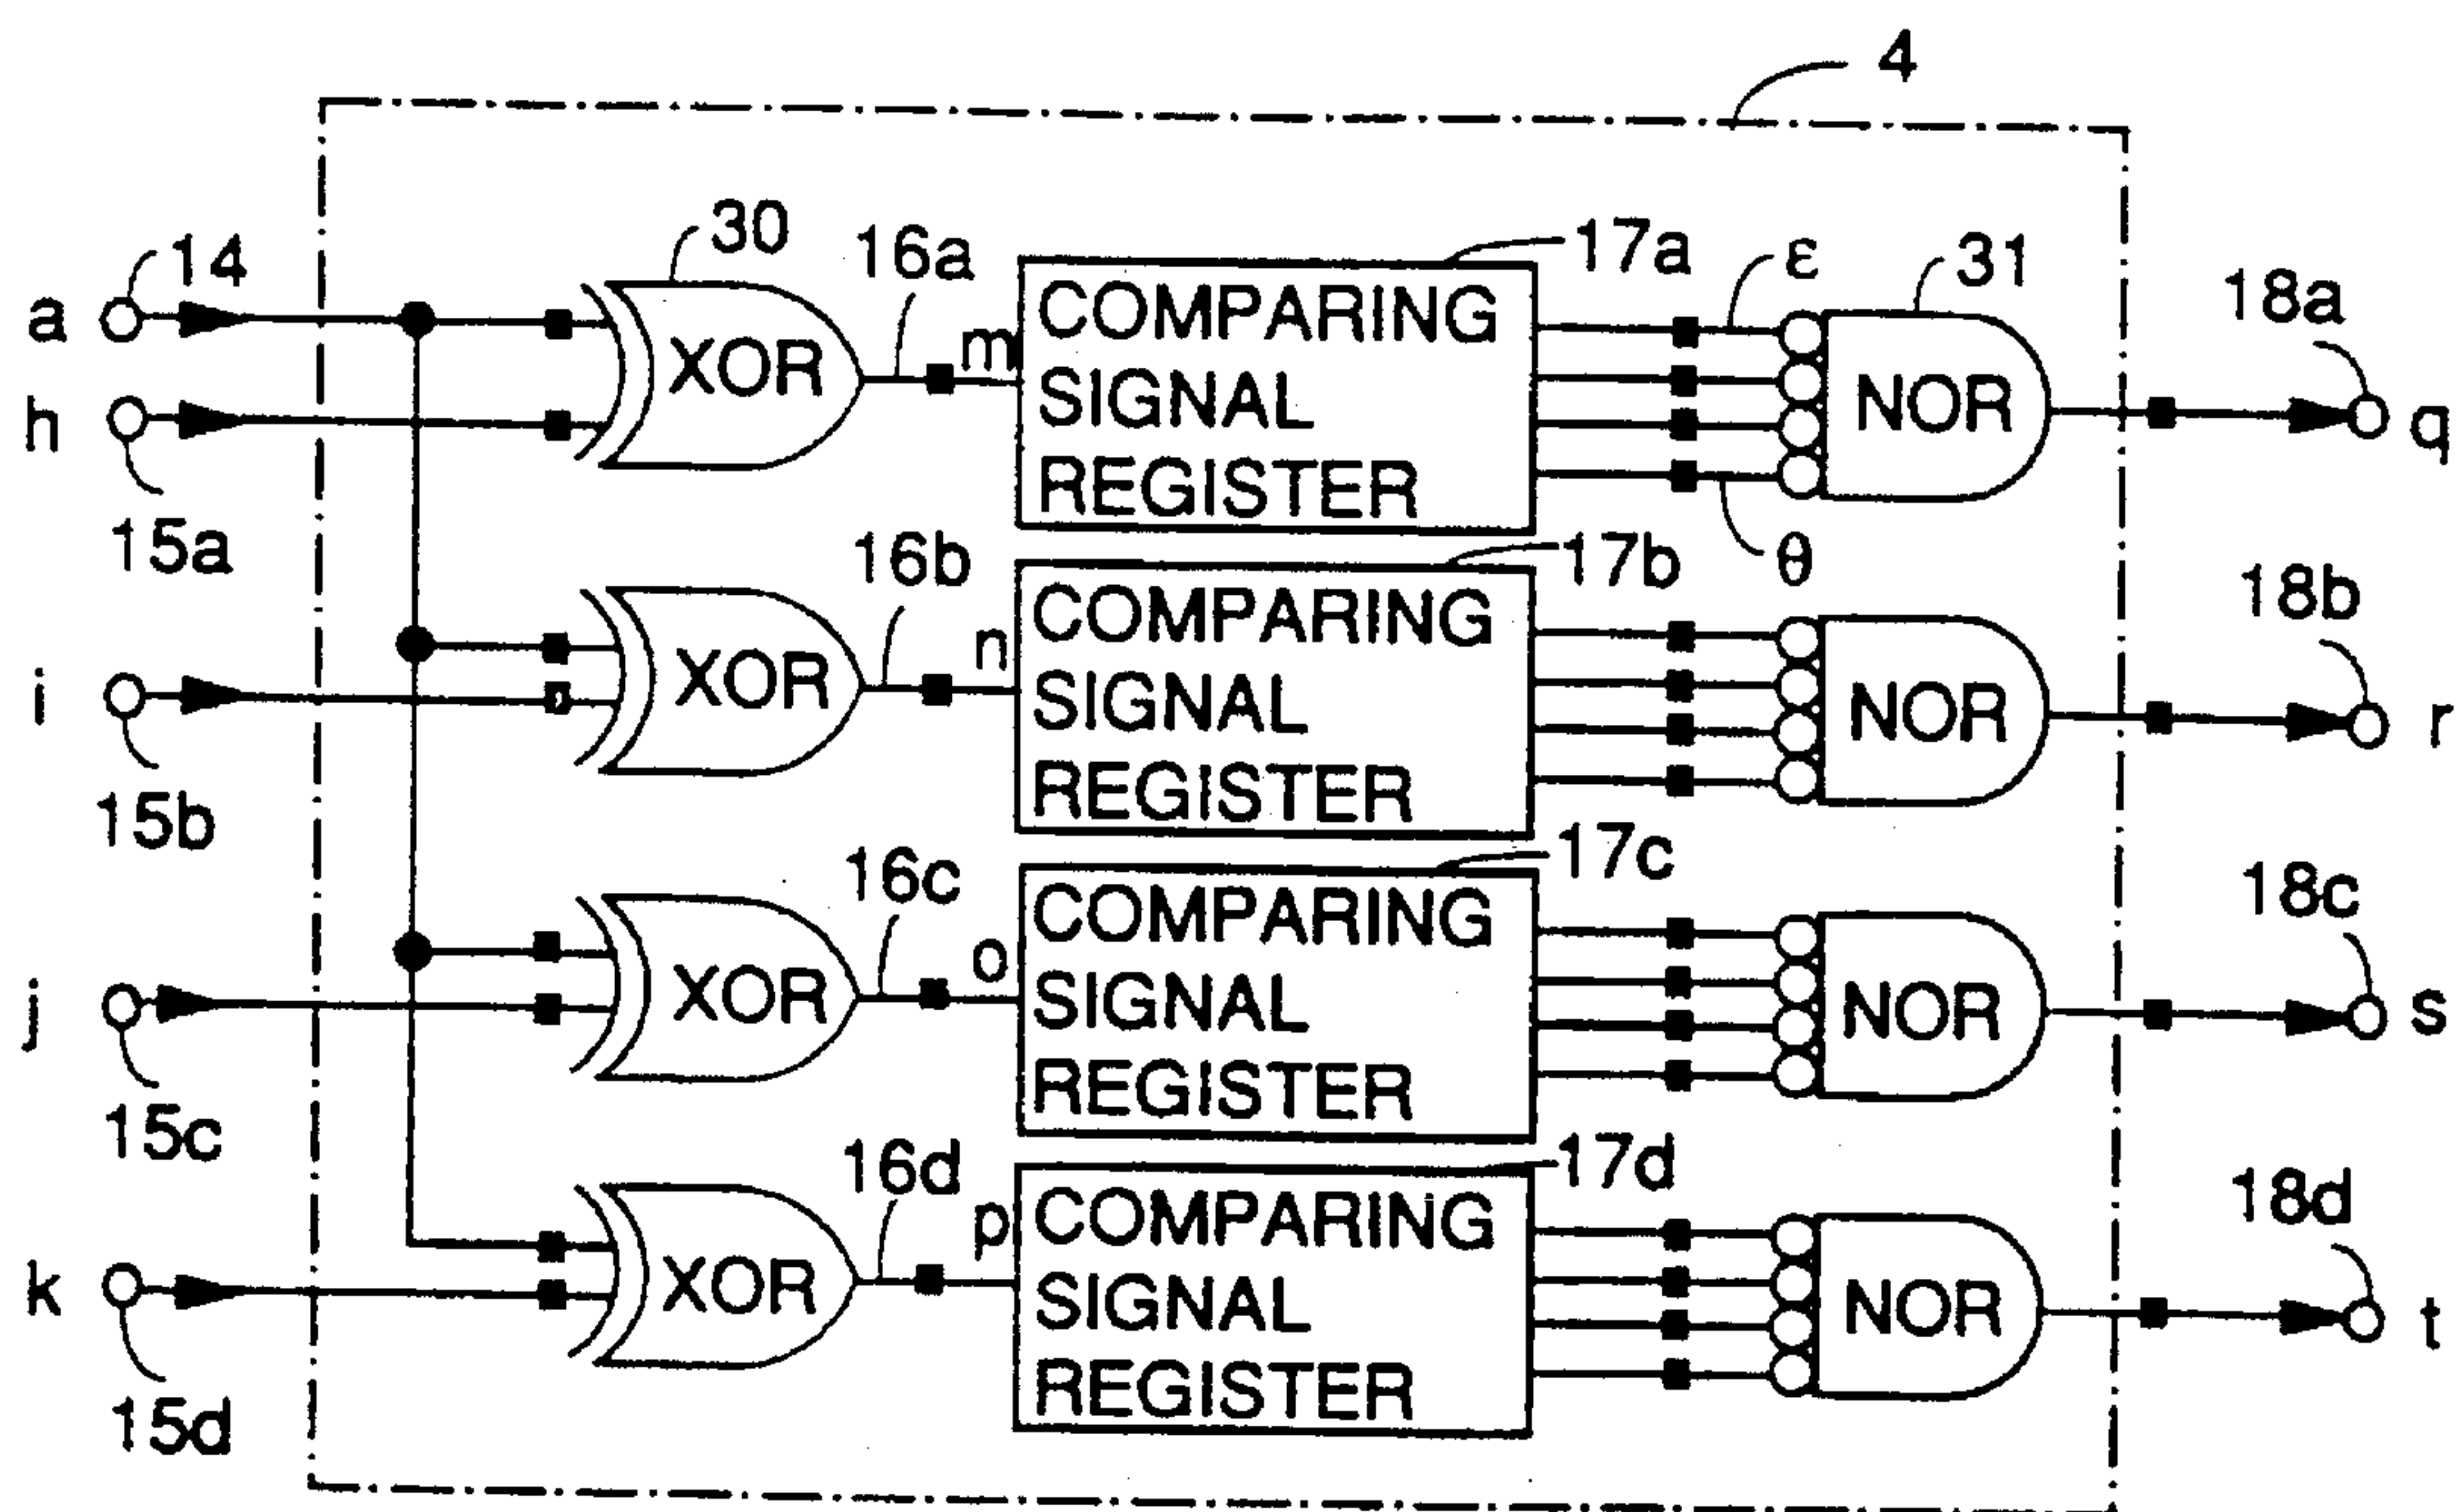 4
14
30
16a
17a
ε
31
18a
a
XOR
m
COMPARING
SIGNAL
REGISTER
NOR
h
q
15a
θ
16b
17b
18b
i
XOR
n
COMPARING
SIGNAL
REGISTER
NOR
r
15b
16c
17c
18c
j
XOR
o
COMPARING
SIGNAL
REGISTER
NOR
s
15c
16d
17d
18d
k
XOR
p
COMPARING
SIGNAL
REGISTER
NOR
t
15d